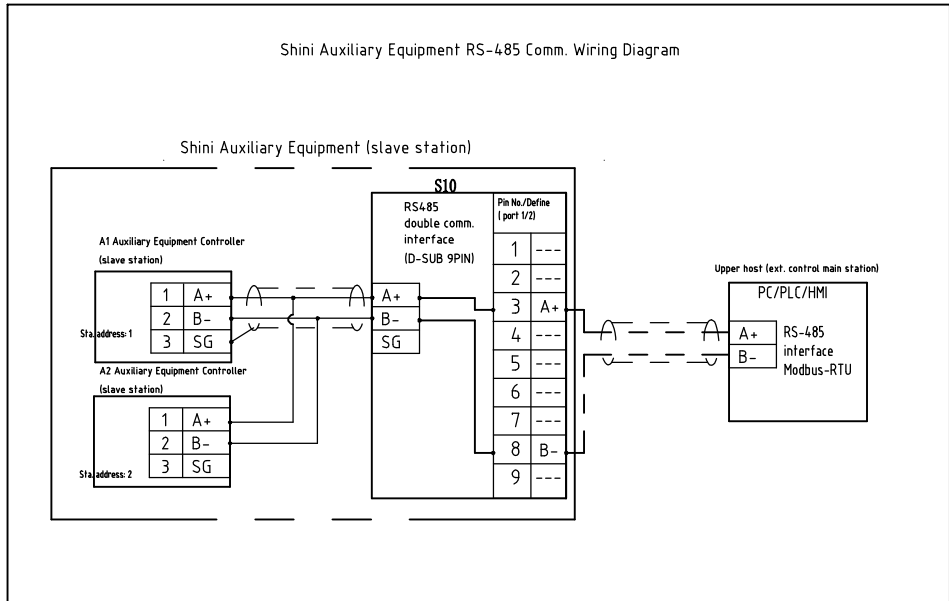 Shini Auxiliary Equipment RS-485 Comm. Wiring Diagram
Shini Auxiliary Equipment (slave station)
S10
RS485
double comm.
interface
(D-SUB 9PIN)
Pin No./Define
( port 1/2)
A1 Auxiliary Equipment Controller
(slave station)
1 A+
2 B-
3 SG
Sta.address: 1
A2 Auxiliary Equipment Controller
(slave station)
1 A+
2 B-
3 SG
Sta.address: 2
A+
B-
SG
1 ---
2 ---
3 A+
4 ---
5 ---
6 ---
7 ---
8 B-
9 ---
Upper host (ext. control main station)
PC/PLC/HMI
A+
B-
RS-485
interface
Modbus-RTU